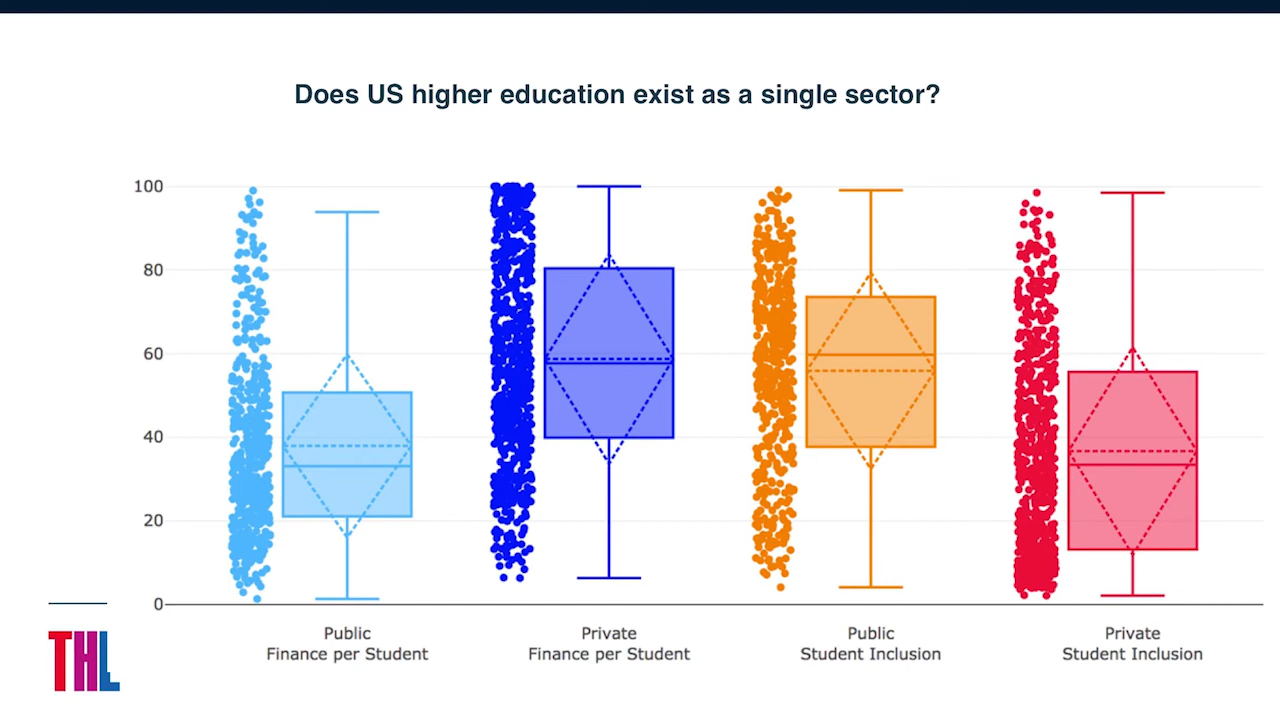 Does US higher education exist as a single sector?
100
80
60
40
20
0
Public
Finance per Student
Private
Finance per Student
Public
Student Inclusion
Private
Student Inclusion
THL